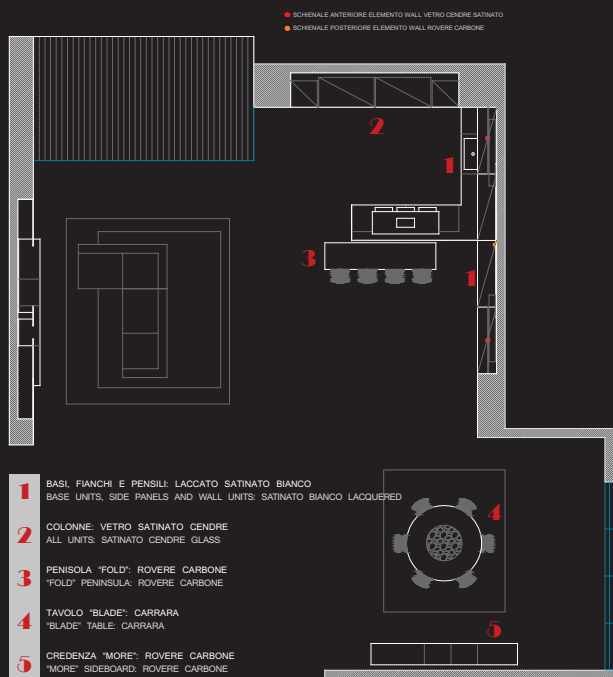 SCHIENALE ANTERIORE ELEMENTO WALL VETRO CENDRE SATINATO
SCHIENALE POSTERIORE ELEMENTO WALL ROVERE CARBONE
2
1
3
1
1 BASI, FIANCHI E PENSILI: LACCATO SATINATO BIANCO
BASE UNITS, SIDE PANELS AND WALL UNITS: SATINATO BIANCO LACQUERED
2 COLONNE: VETRO SATINATO CENDRE
ALL UNITS: SATINATO CENDRE GLASS
3 PENISOLA “FOLD”: ROVERE CARBONE
“FOLD” PENINSULA: ROVERE CARBONE
4 TAVOLO “BLADE”: CARRARA
“BLADE” TABLE: CARRARA
5 CREDENZA “MORE”: ROVERE CARBONE
“MORE” SIDEBOARD: ROVERE CARBONE
4
5